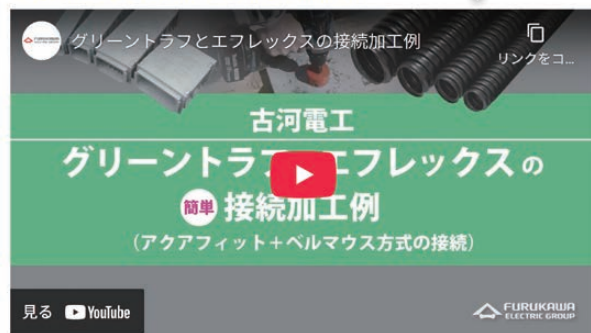 グリーントラフとエフレックスの接続加工例
リンクをコ...
古河電工
グリーントラフ エフレックスの
簡単 接続加工例
(アクアフィット+ベルマウス方式の接続)
見る YouTube
FURUKAWA
ELECTRIC GROUP